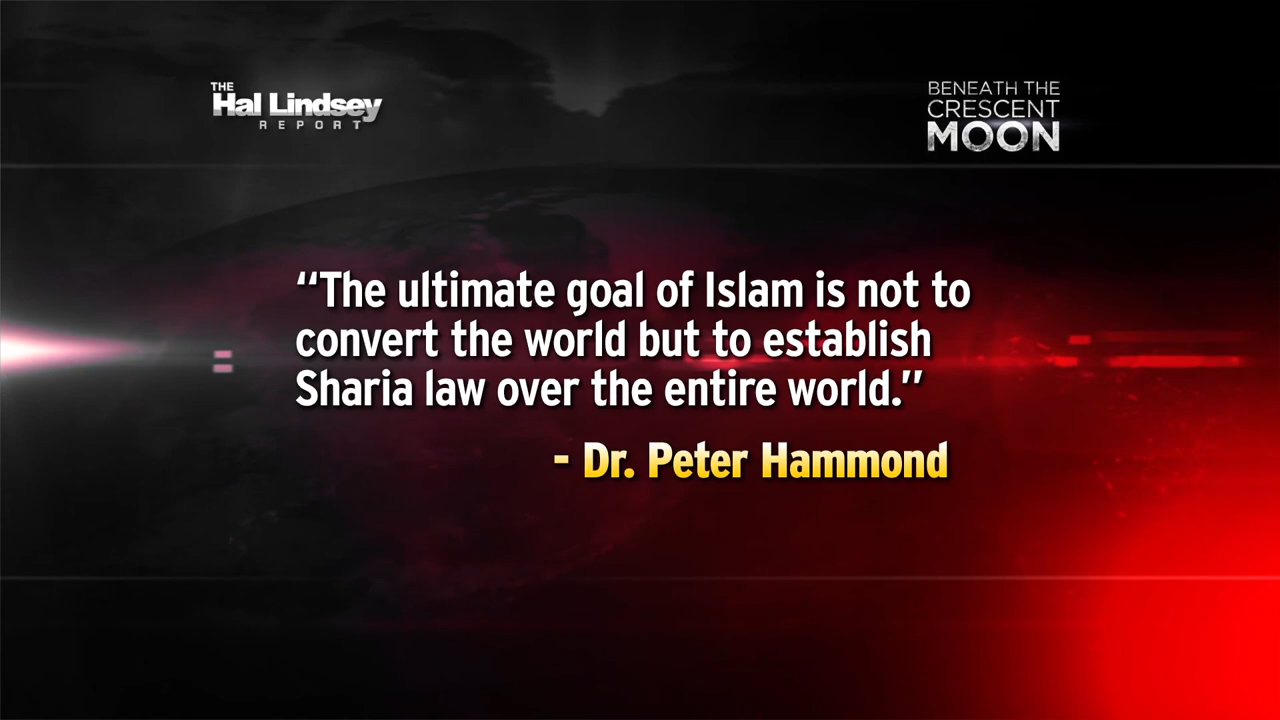 THE
Hal Lindsey
REPORT
BENEATH THE
CRESCENT
MOON
“The ultimate goal of Islam is not to
convert the world but to establish
Sharia law over the entire world.”
- Dr. Peter Hammond